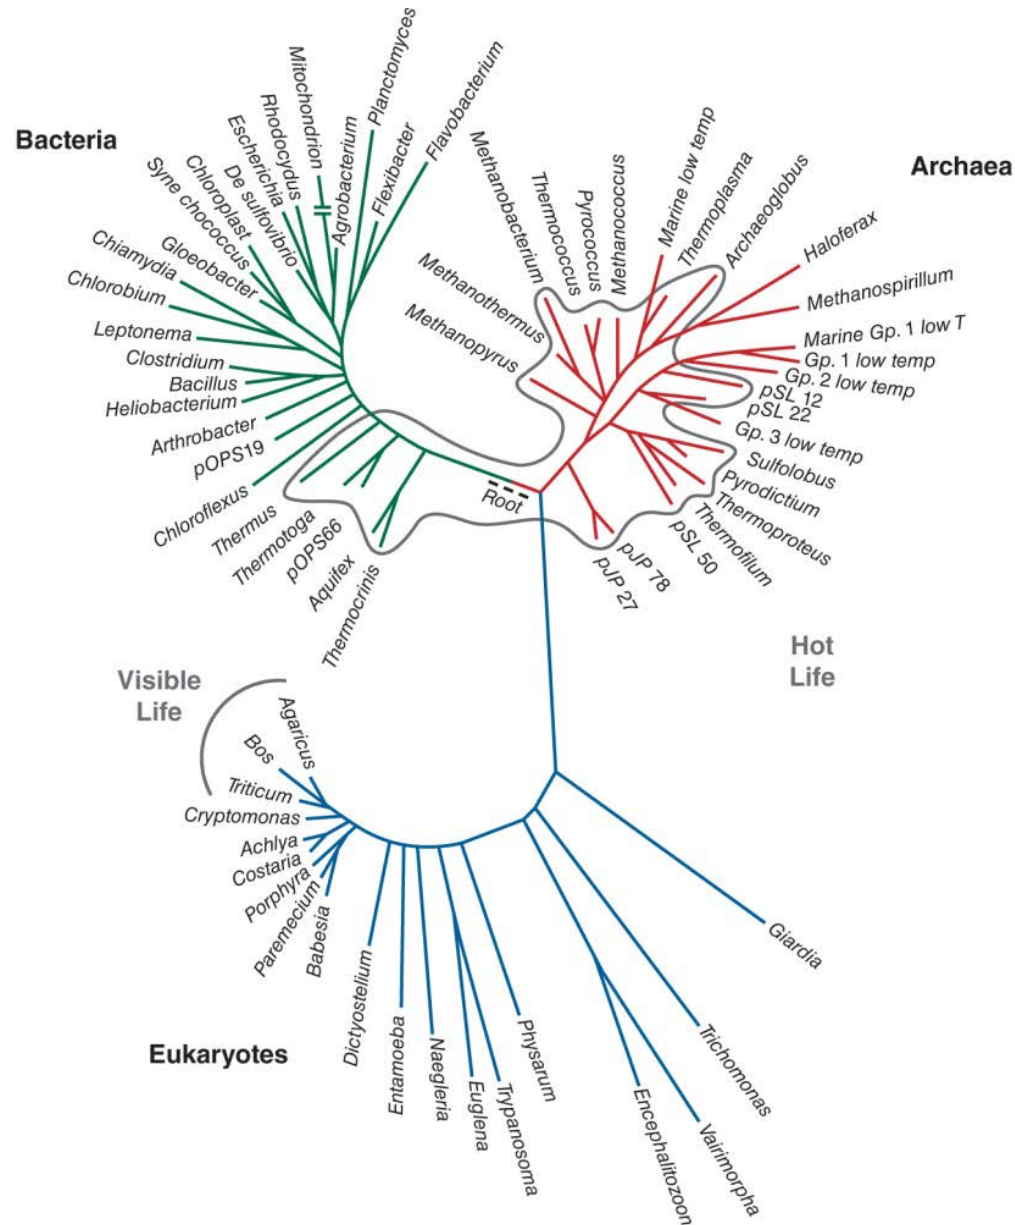 Bacteria
Archaea
Eukaryotes
Visible
Life
Hot
Life
Root
Planctomyces
Flavobacterium
Mitochondrion
Rhodocydus
Escherichia
De sulfovibrio
Chloroplast
Syne chococcus
Gloeobacter
Chiamydia
Chlorobium
Leptonema
Clostridium
Bacillus
Heliobacterium
Arthrobacter
pOPS19
Chloroflexus
Thermus
Thermotoga
pOPS66
Aquifex
Thermocrinis
Agrobacterium
Flexibacter
Methanopyrus
Methanothermus
Methanobacterium
Thermococcus
Pyrococcus
Methanococcus
Marine low temp
Thermoplasma
Archaeoglobus
Haloferax
Methanospirillum
Marine Gp. 1 low T
Gp. 1 low temp
Gp. 2 low temp
pSL 12
pSL 22
Gp. 3 low temp
Sulfolobus
Pyrodictium
Thermoproteus
Thermofilum
pSL 50
pJP 78
pJP 27
Agaricus
Bos
Triticum
Cryptomonas
Achlya
Costaria
Porphyra
Paremecium
Babesia
Dictyostelium
Entamoeba
Naegleria
Euglena
Trypanosoma
Physarum
Encephalitozoon
Vairimorpha
Trichomonas
Giardia